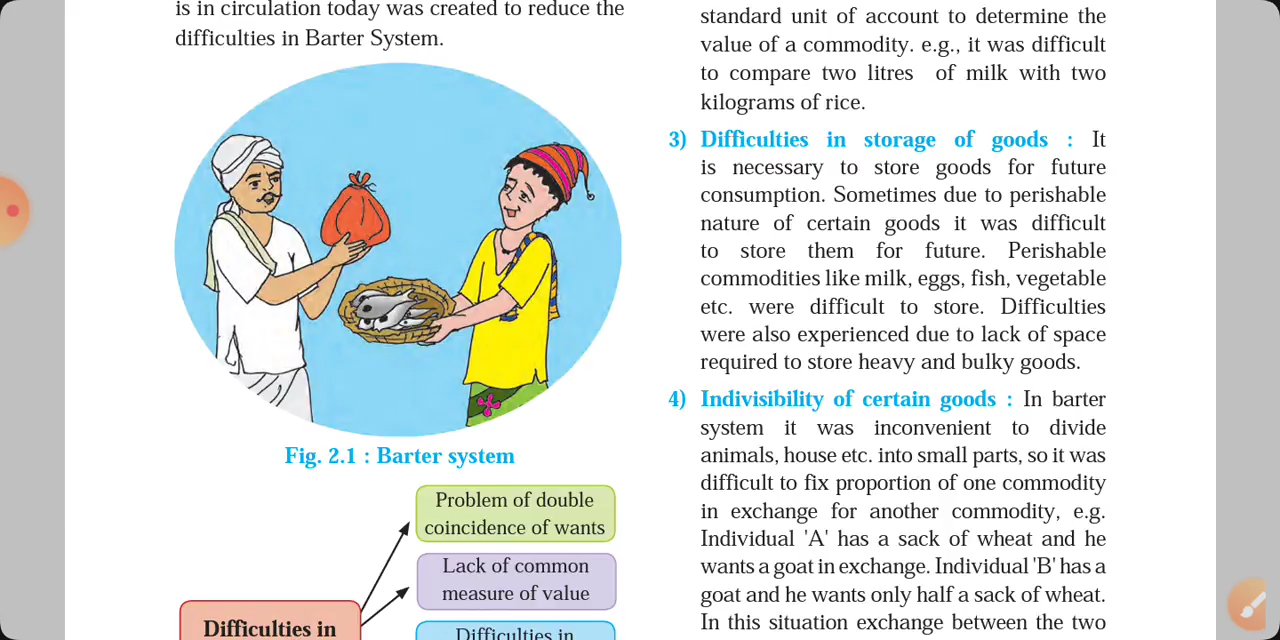 is in circulation today was created to reduce the
difficulties in Barter System.
Fig. 2.1 : Barter system
Problem of double
coincidence of wants
Lack of common
measure of value
Difficulties in
Difficulties in
standard unit of account to determine the
value of a commodity. e.g., it was difficult
to compare two litres of milk with two
kilograms of rice.
3) Difficulties in storage of goods : It
is necessary to store goods for future
consumption. Sometimes due to perishable
nature of certain goods it was difficult
to store them for future. Perishable
commodities like milk, eggs, fish, vegetable
etc. were difficult to store. Difficulties
were also experienced due to lack of space
required to store heavy and bulky goods.
4) Indivisibility of certain goods : In barter
system it was inconvenient to divide
animals, house etc. into small parts, so it was
difficult to fix proportion of one commodity
in exchange for another commodity, e.g.
Individual 'A' has a sack of wheat and he
wants a goat in exchange. Individual 'B' has a
goat and he wants only half a sack of wheat.
In this situation exchange between the two